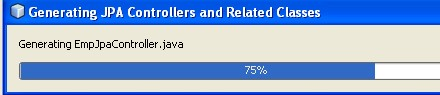 Generating JPA Controllers and Related Classes
Generating EmpJpaController.java
75%